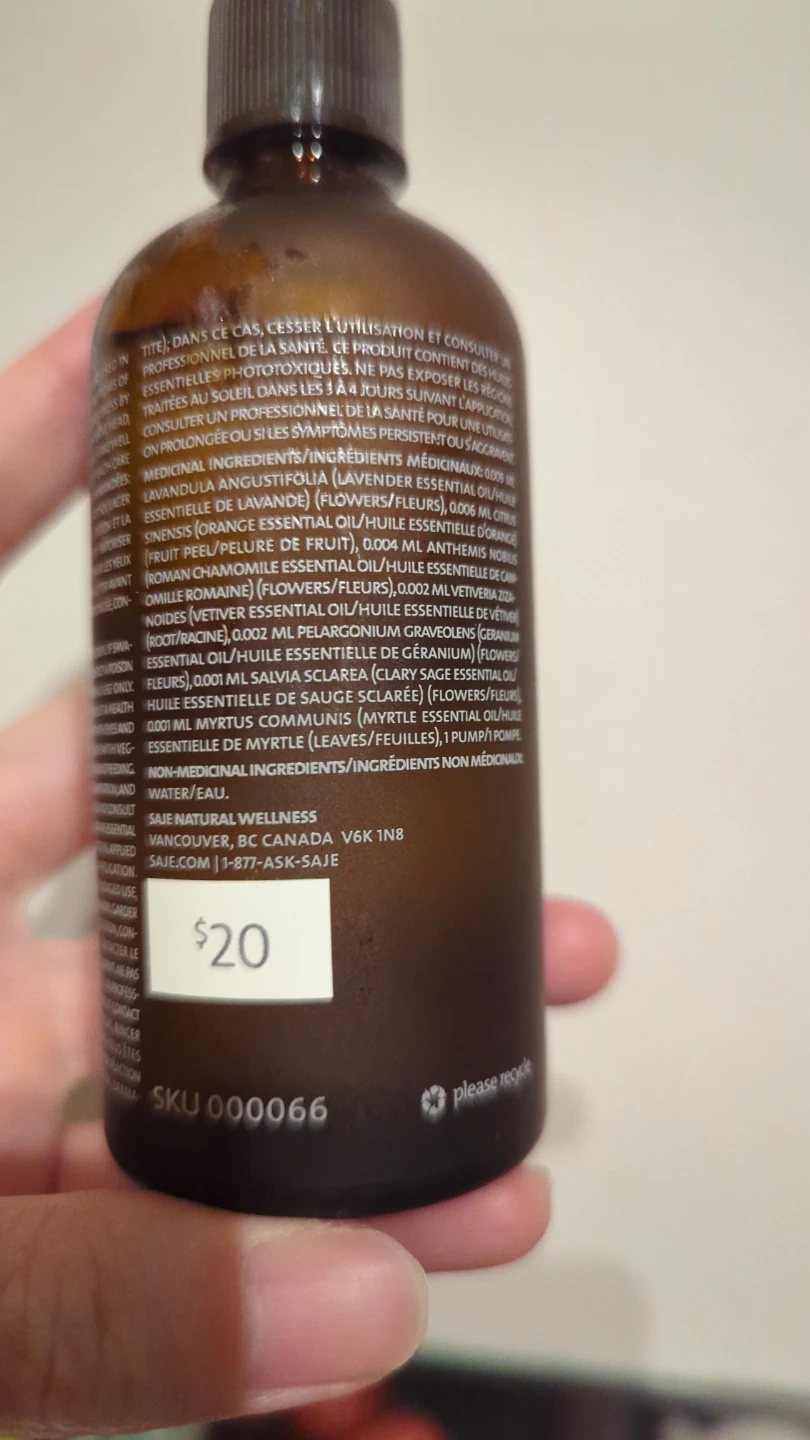 TITE); DANS CE CAS, CESSER L'UTILISATION ET CONSULTER UN
PROFESSIONNEL DE LA SANTÉ. CE PRODUIT CONTIENT DES HUILES
ESSENTIELLES PHOTOTOXIQUES. NE PAS EXPOSER LES RÉGIONS
TRAITÉES AU SOLEIL DANS LES 3 À 4 JOURS SUIVANT L'APPLICATION.
CONSULTER UN PROFESSIONNEL DE LA SANTÉ POUR UNE UTILISATI-
ON PROLONGÉE OU SI LES SYMPTÔMES PERSISTENT OU S'AGGRAVENT.
MEDICINAL INGREDIENTS/INGRÉDIENTS MÉDICINAUX: 0.009 ML
LAVANDULA ANGUSTIFOLIA (LAVENDER ESSENTIAL OIL/HUILE
ESSENTIELLE DE LAVANDE) (FLOWERS/FLEURS), 0.006 ML CITRUS
SINENSIS (ORANGE ESSENTIAL OIL/HUILE ESSENTIELLE D'ORANGE)
(FRUIT PEEL/PELURE DE FRUIT), 0.004 ML ANTHEMIS NOBILIS
(ROMAN CHAMOMILE ESSENTIAL OIL/HUILE ESSENTIELLE DE CAM-
OMILLE ROMAINE) (FLOWERS/FLEURS), 0.002 ML VETIVERIA ZIZA-
NOIDES (VETIVER ESSENTIAL OIL/HUILE ESSENTIELLE DE VÉTIVER)
(ROOT/RACINE), 0.002 ML PELARGONIUM GRAVEOLENS (GERANIUM
ESSENTIAL OIL/HUILE ESSENTIELLE DE GÉRANIUM) (FLOWERS/
FLEURS), 0.001 ML SALVIA SCLAREA (CLARY SAGE ESSENTIAL OIL/
HUILE ESSENTIELLE DE SAUGE SCLARÉE) (FLOWERS/FLEURS),
0.001 ML MYRTUS COMMUNIS (MYRTLE ESSENTIAL OIL/HUILE
ESSENTIELLE DE MYRTLE (LEAVES/FEUILLES), 1 PUMP/1 POMPE.
NON-MEDICINAL INGREDIENTS/INGRÉDIENTS NON MÉDICINAUX:
WATER/EAU.
SAJE NATURAL WELLNESS
VANCOUVER, BC CANADA V6K 1N8
SAJE.COM | 1-877-ASK-SAJE
$20
SKU 000066
please recycle